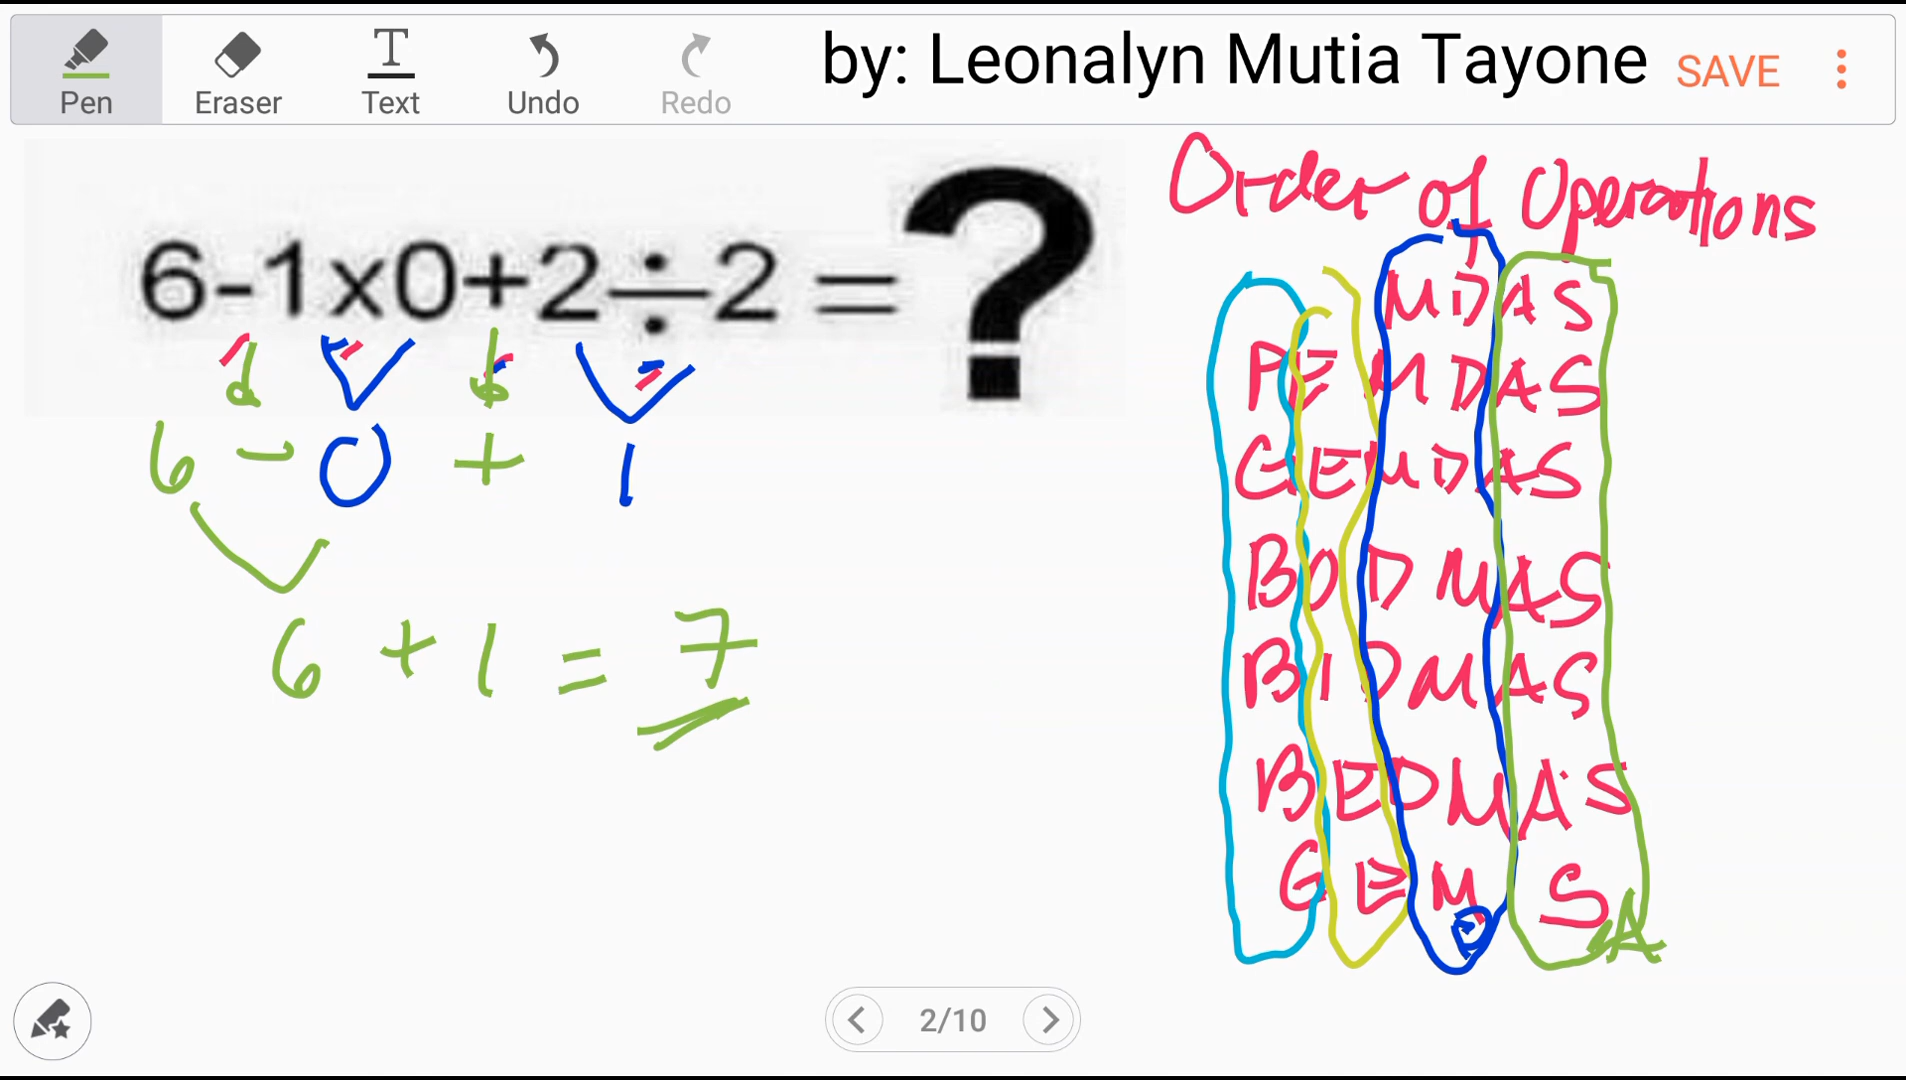 Pen Eraser Text Undo Redo by: Leonalyn Mutia Tayone SAVE
Order of Operations
6-1x0+2÷2 = ?
6 - 0 + 1
6 + 1 = 7
MDAS
PEMDAS
GEMDAS
BODMAS
BIDMAS
BEDMAS
GEM S
D A
2/10